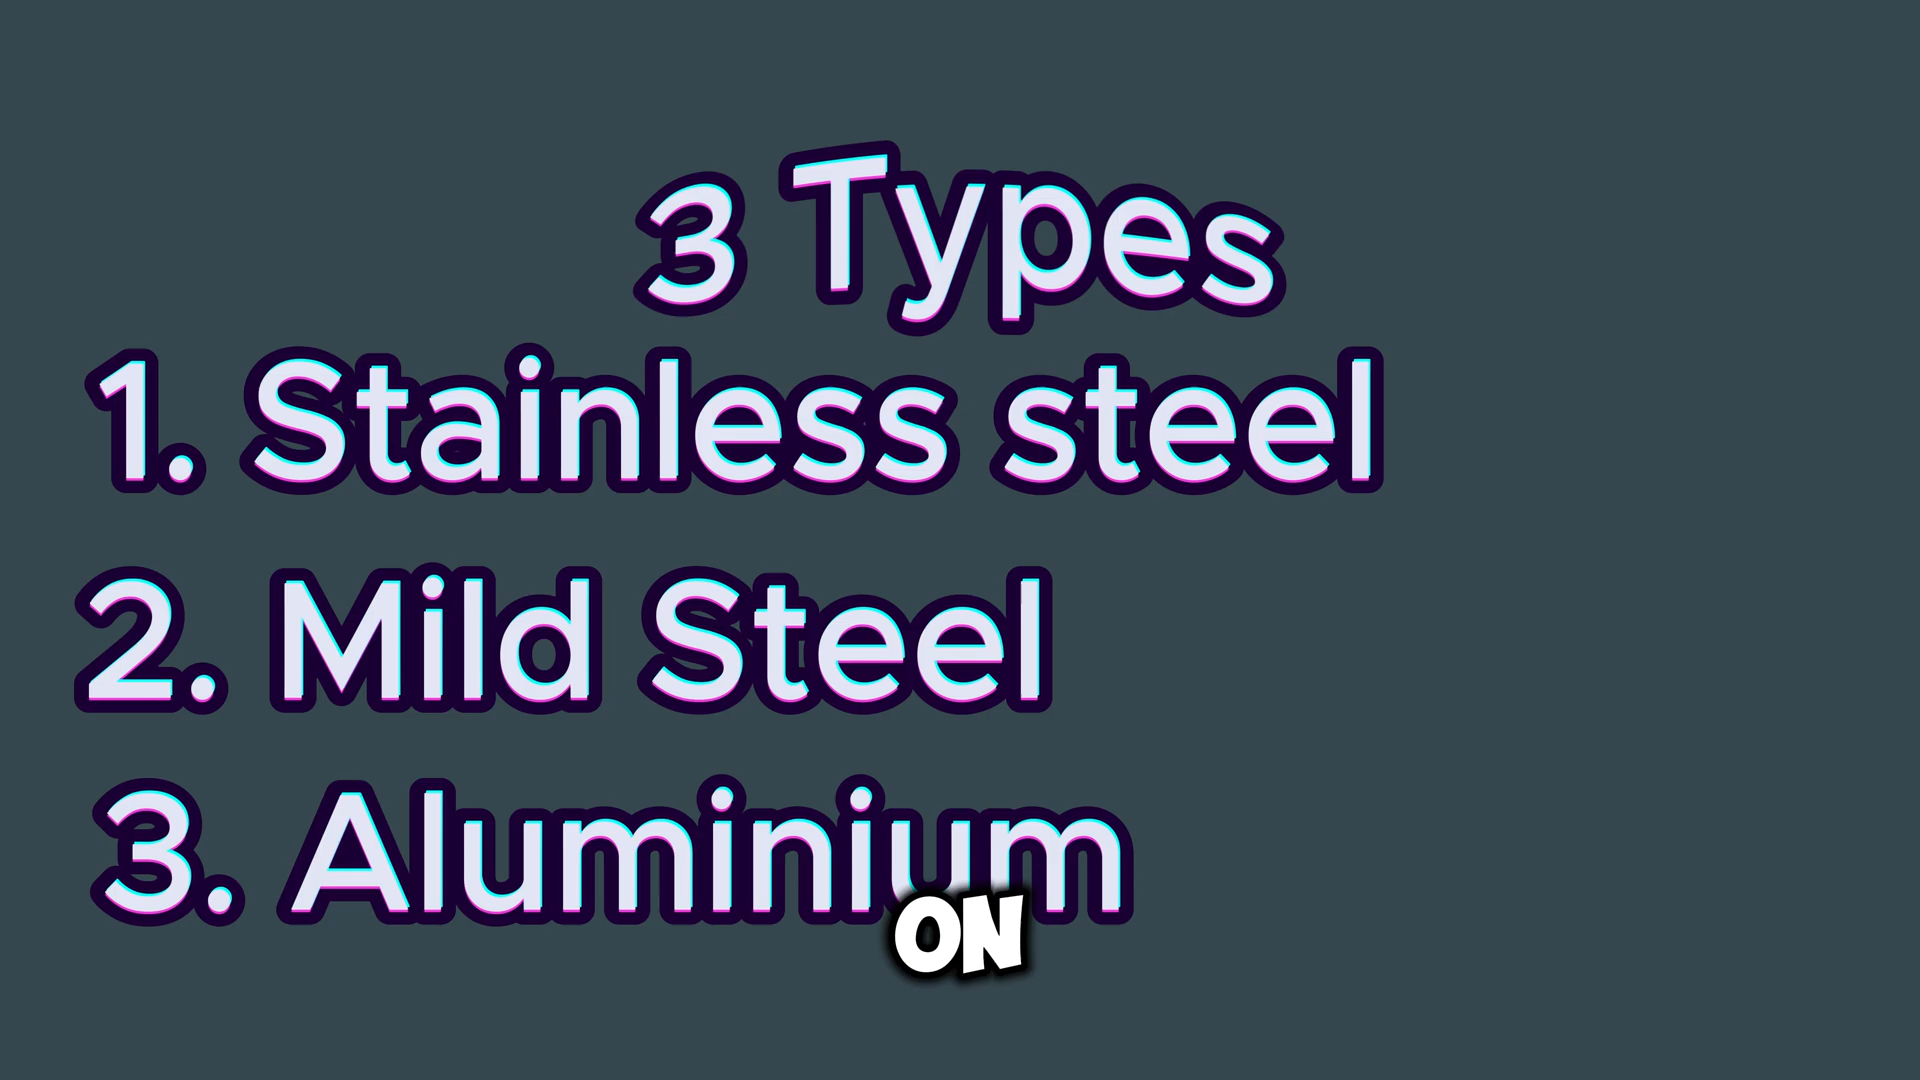 3 Types
1. Stainless steel
2. Mild Steel
3. Aluminium
ON